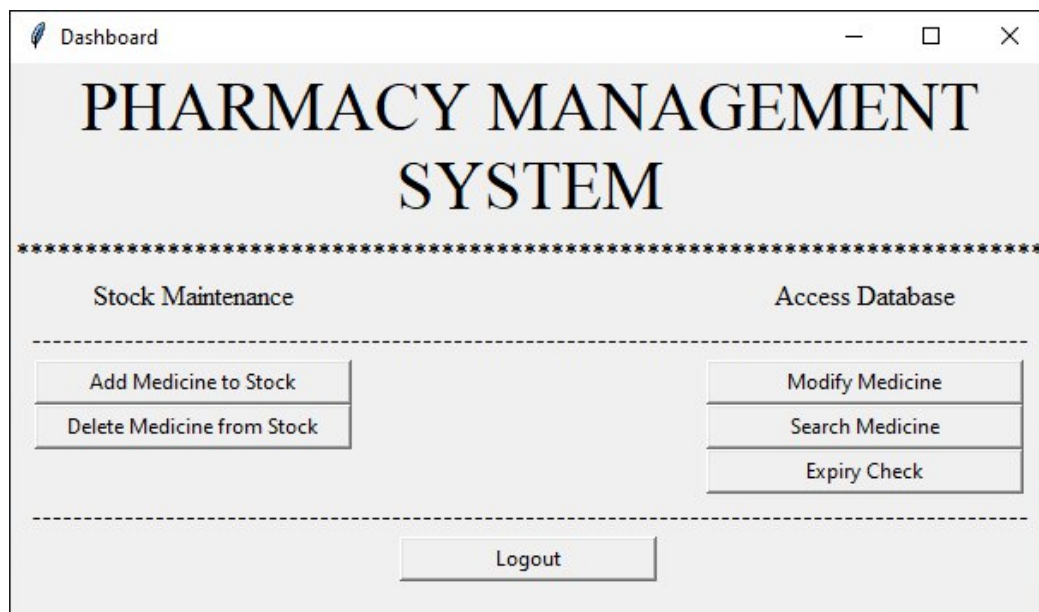 Dashboard
PHARMACY MANAGEMENT
SYSTEM
***************************************************************************
Stock Maintenance Access Database
--------------------------------------------------------------------------------------------
Add Medicine to Stock Modify Medicine
Delete Medicine from Stock Search Medicine
Expiry Check
--------------------------------------------------------------------------------------------
Logout